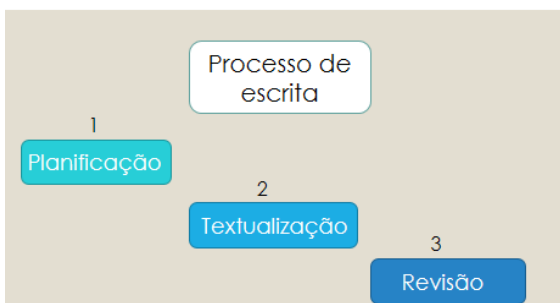 Processo de
escrita
1
Planificação
2
Textualização
3
Revisão